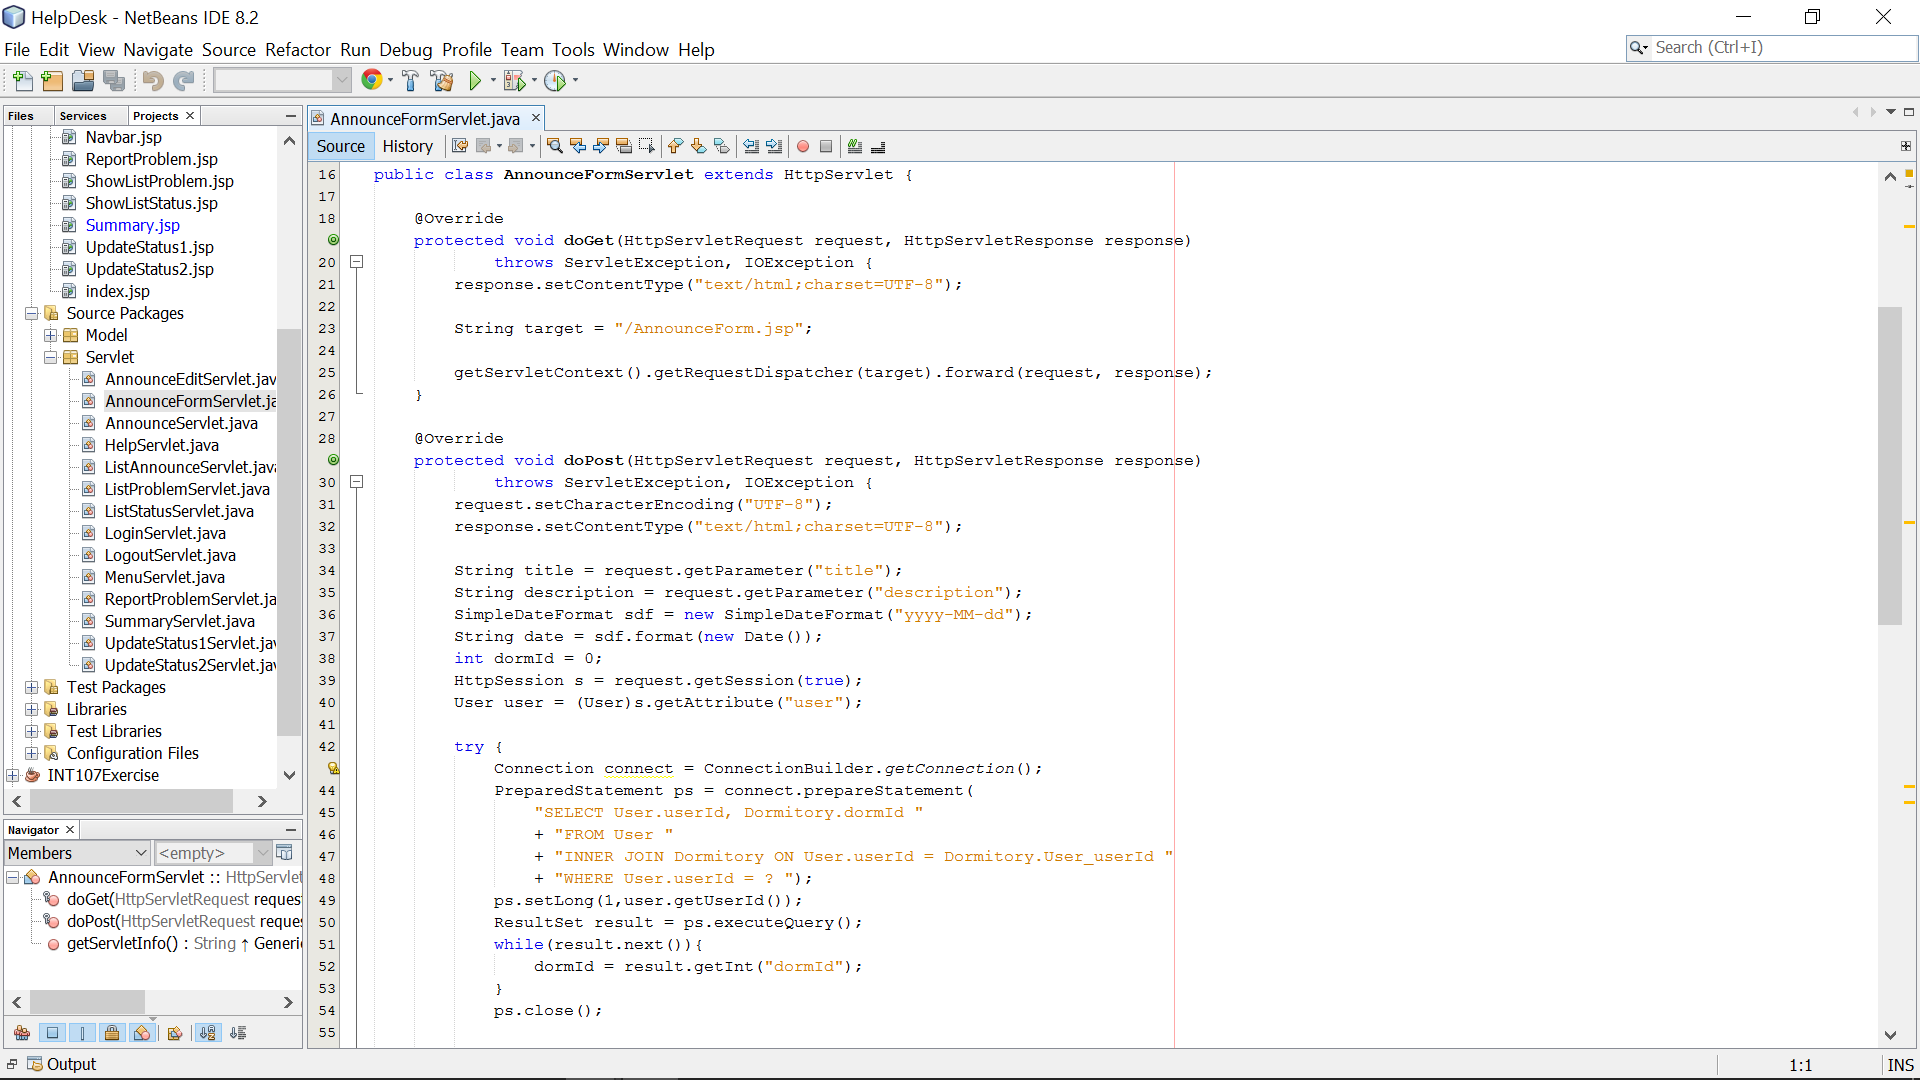 HelpDesk - NetBeans IDE 8.2
File Edit View Navigate Source Refactor Run Debug Profile Team Tools Window Help
Search (Ctrl+I)
Files Services Projects
Navbar.jsp
ReportProblem.jsp
ShowListProblem.jsp
ShowListStatus.jsp
Summary.jsp
UpdateStatus1.jsp
UpdateStatus2.jsp
index.jsp
Source Packages
Model
Servlet
AnnounceEditServlet.jav
AnnounceFormServlet.ja
AnnounceServlet.java
HelpServlet.java
ListAnnounceServlet.java
ListProblemServlet.java
ListStatusServlet.java
LoginServlet.java
LogoutServlet.java
MenuServlet.java
ReportProblemServlet.ja
SummaryServlet.java
UpdateStatus1Servlet.jav
UpdateStatus2Servlet.jav
Test Packages
Libraries
Test Libraries
Configuration Files
INT107Exercise
Navigator
Members <empty>
AnnounceFormServlet :: HttpServlet
doGet(HttpServletRequest reques
doPost(HttpServletRequest reques
getServletInfo() : String ↑ Generi
AnnounceFormServlet.java
Source History
16 public class AnnounceFormServlet extends HttpServlet {
17
18 @Override
protected void doGet(HttpServletRequest request, HttpServletResponse response)
20 throws ServletException, IOException {
21 response.setContentType("text/html;charset=UTF-8");
22
23 String target = "/AnnounceForm.jsp";
24
25 getServletContext().getRequestDispatcher(target).forward(request, response);
26 }
27
28 @Override
protected void doPost(HttpServletRequest request, HttpServletResponse response)
30 throws ServletException, IOException {
31 request.setCharacterEncoding("UTF-8");
32 response.setContentType("text/html;charset=UTF-8");
33
34 String title = request.getParameter("title");
35 String description = request.getParameter("description");
36 SimpleDateFormat sdf = new SimpleDateFormat("yyyy-MM-dd");
37 String date = sdf.format(new Date());
38 int dormId = 0;
39 HttpSession s = request.getSession(true);
40 User user = (User)s.getAttribute("user");
41
42 try {
Connection connect = ConnectionBuilder.getConnection();
44 PreparedStatement ps = connect.prepareStatement(
45 "SELECT User.userId, Dormitory.dormId "
46 + "FROM User "
47 + "INNER JOIN Dormitory ON User.userId = Dormitory.User_userId "
48 + "WHERE User.userId = ? ");
49 ps.setLong(1,user.getUserId());
50 ResultSet result = ps.executeQuery();
51 while(result.next()){
52 dormId = result.getInt("dormId");
53 }
54 ps.close();
55
Output
1:1 INS